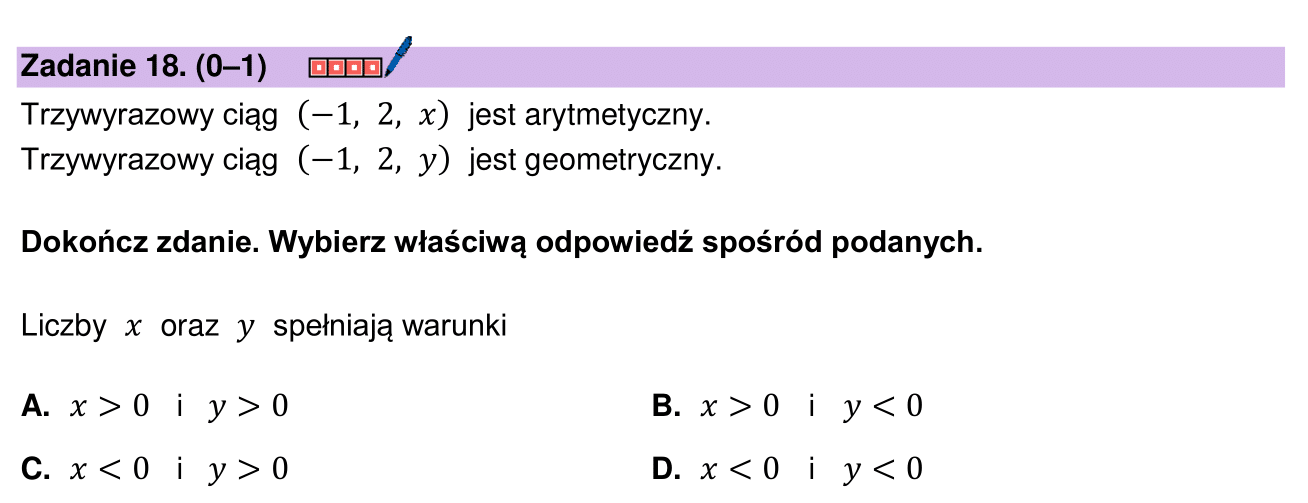 Zadanie 18. (0–1)
Trzywyrazowy ciąg (−1, 2, x) jest arytmetyczny.
Trzywyrazowy ciąg (−1, 2, y) jest geometryczny.
Dokończ zdanie. Wybierz właściwą odpowiedź spośród podanych.
Liczby x oraz y spełniają warunki
A. x > 0 i y > 0 B. x > 0 i y < 0
C. x < 0 i y > 0 D. x < 0 i y < 0